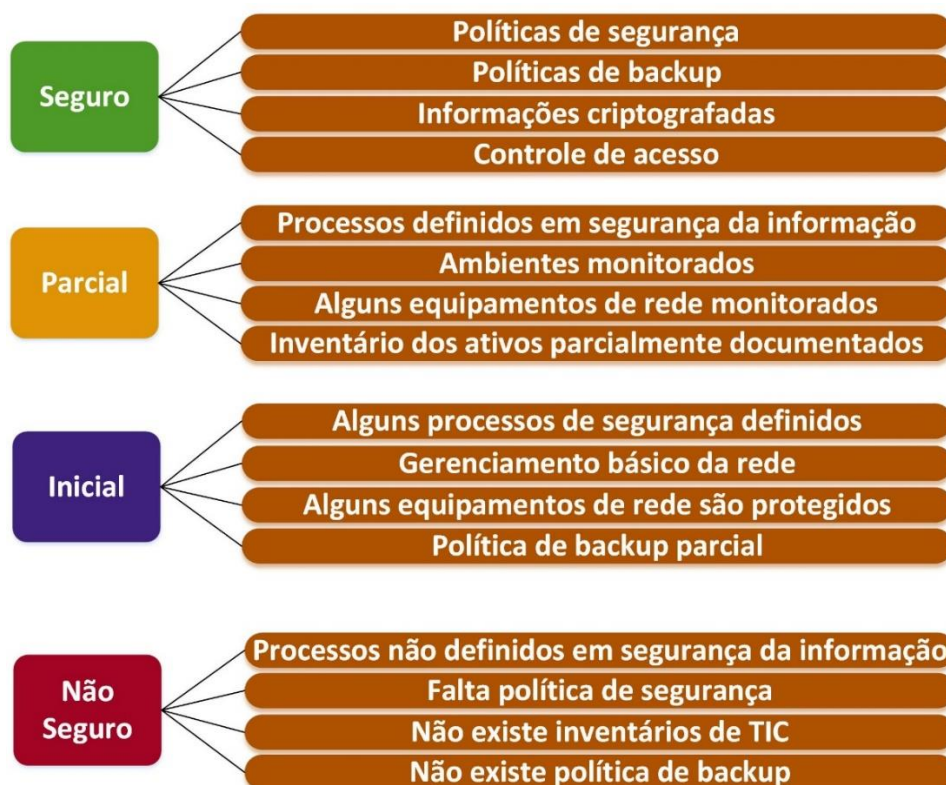 Seguro
Políticas de segurança
Políticas de backup
Informações criptografadas
Controle de acesso
Parcial
Processos definidos em segurança da informação
Ambientes monitorados
Alguns equipamentos de rede monitorados
Inventário dos ativos parcialmente documentados
Inicial
Alguns processos de segurança definidos
Gerenciamento básico da rede
Alguns equipamentos de rede são protegidos
Política de backup parcial
Não
Seguro
Processos não definidos em segurança da informação
Falta política de segurança
Não existe inventários de TIC
Não existe política de backup